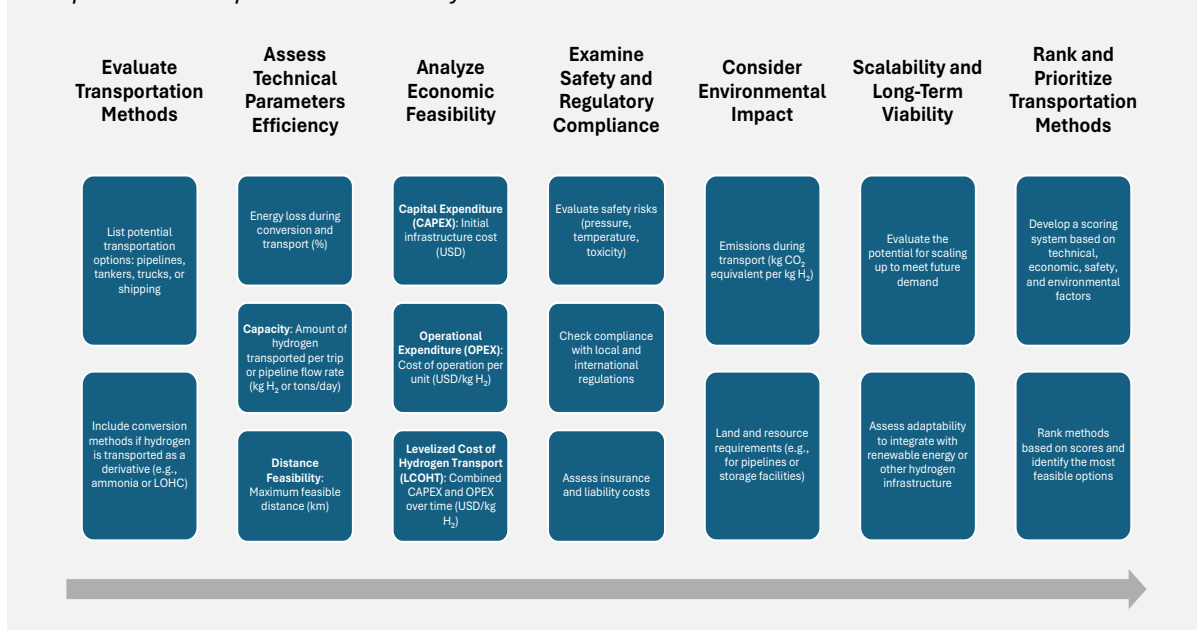 Evaluate
Transportation
Methods
Assess
Technical
Parameters
Efficiency
Analyze
Economic
Feasibility
Examine
Safety and
Regulatory
Compliance
Consider
Environmental
Impact
Scalability and
Long-Term
Viability
Rank and
Prioritize
Transportation
Methods
List potential
transportation
options: pipelines,
tankers, trucks, or
shipping
Include conversion
methods if hydrogen
is transported as a
derivative (e.g.,
ammonia or LOHC)
Energy loss during
conversion and
transport (%)
Capacity: Amount of
hydrogen
transported per trip
or pipeline flow rate
(kg H₂ or tons/day)
Distance
Feasibility:
Maximum feasible
distance (km)
Capital Expenditure
(CAPEX): Initial
infrastructure cost
(USD)
Operational
Expenditure (OPEX):
Cost of operation per
unit (USD/kg H₂)
Levelized Cost of
Hydrogen Transport
(LCOHT): Combined
CAPEX and OPEX
over time (USD/kg
H₂)
Evaluate safety risks
(pressure,
temperature,
toxicity)
Check compliance
with local and
international
regulations
Assess insurance
and liability costs
Emissions during
transport (kg CO₂
equivalent per kg H₂)
Land and resource
requirements (e.g.,
for pipelines or
storage facilities)
Evaluate the
potential for scaling
up to meet future
demand
Assess adaptability
to integrate with
renewable energy or
other hydrogen
infrastructure
Develop a scoring
system based on
technical,
economic, safety,
and environmental
factors
Rank methods
based on scores and
identify the most
feasible options